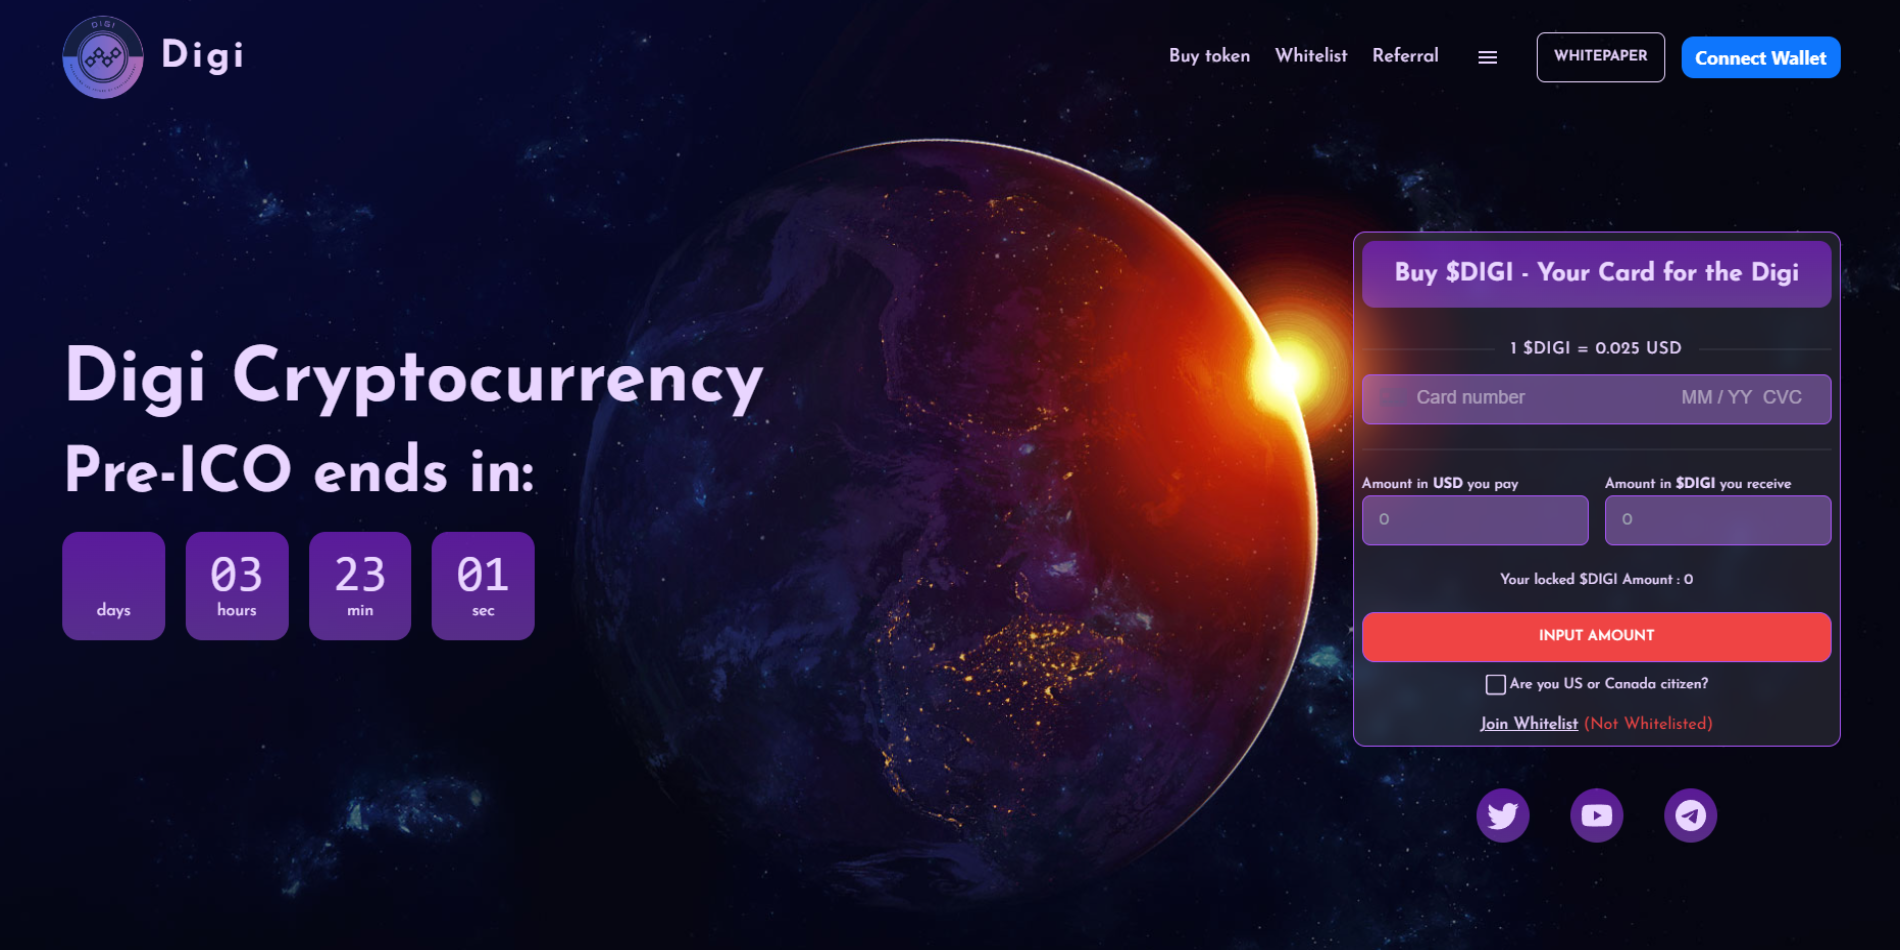 DIGI
Digi
Buy token
Whitelist
Referral
WHITEPAPER
Connect Wallet
Digi Cryptocurrency
Pre-ICO ends in:
days
03
hours
23
min
01
sec
Buy $DIGI - Your Card for the Digi
1 $DIGI = 0.025 USD
Card number MM / YY CVC
Amount in USD you pay
Amount in $DIGI you receive
0
0
Your locked $DIGI Amount : 0
INPUT AMOUNT
Are you US or Canada citizen?
Join Whitelist (Not Whitelisted)